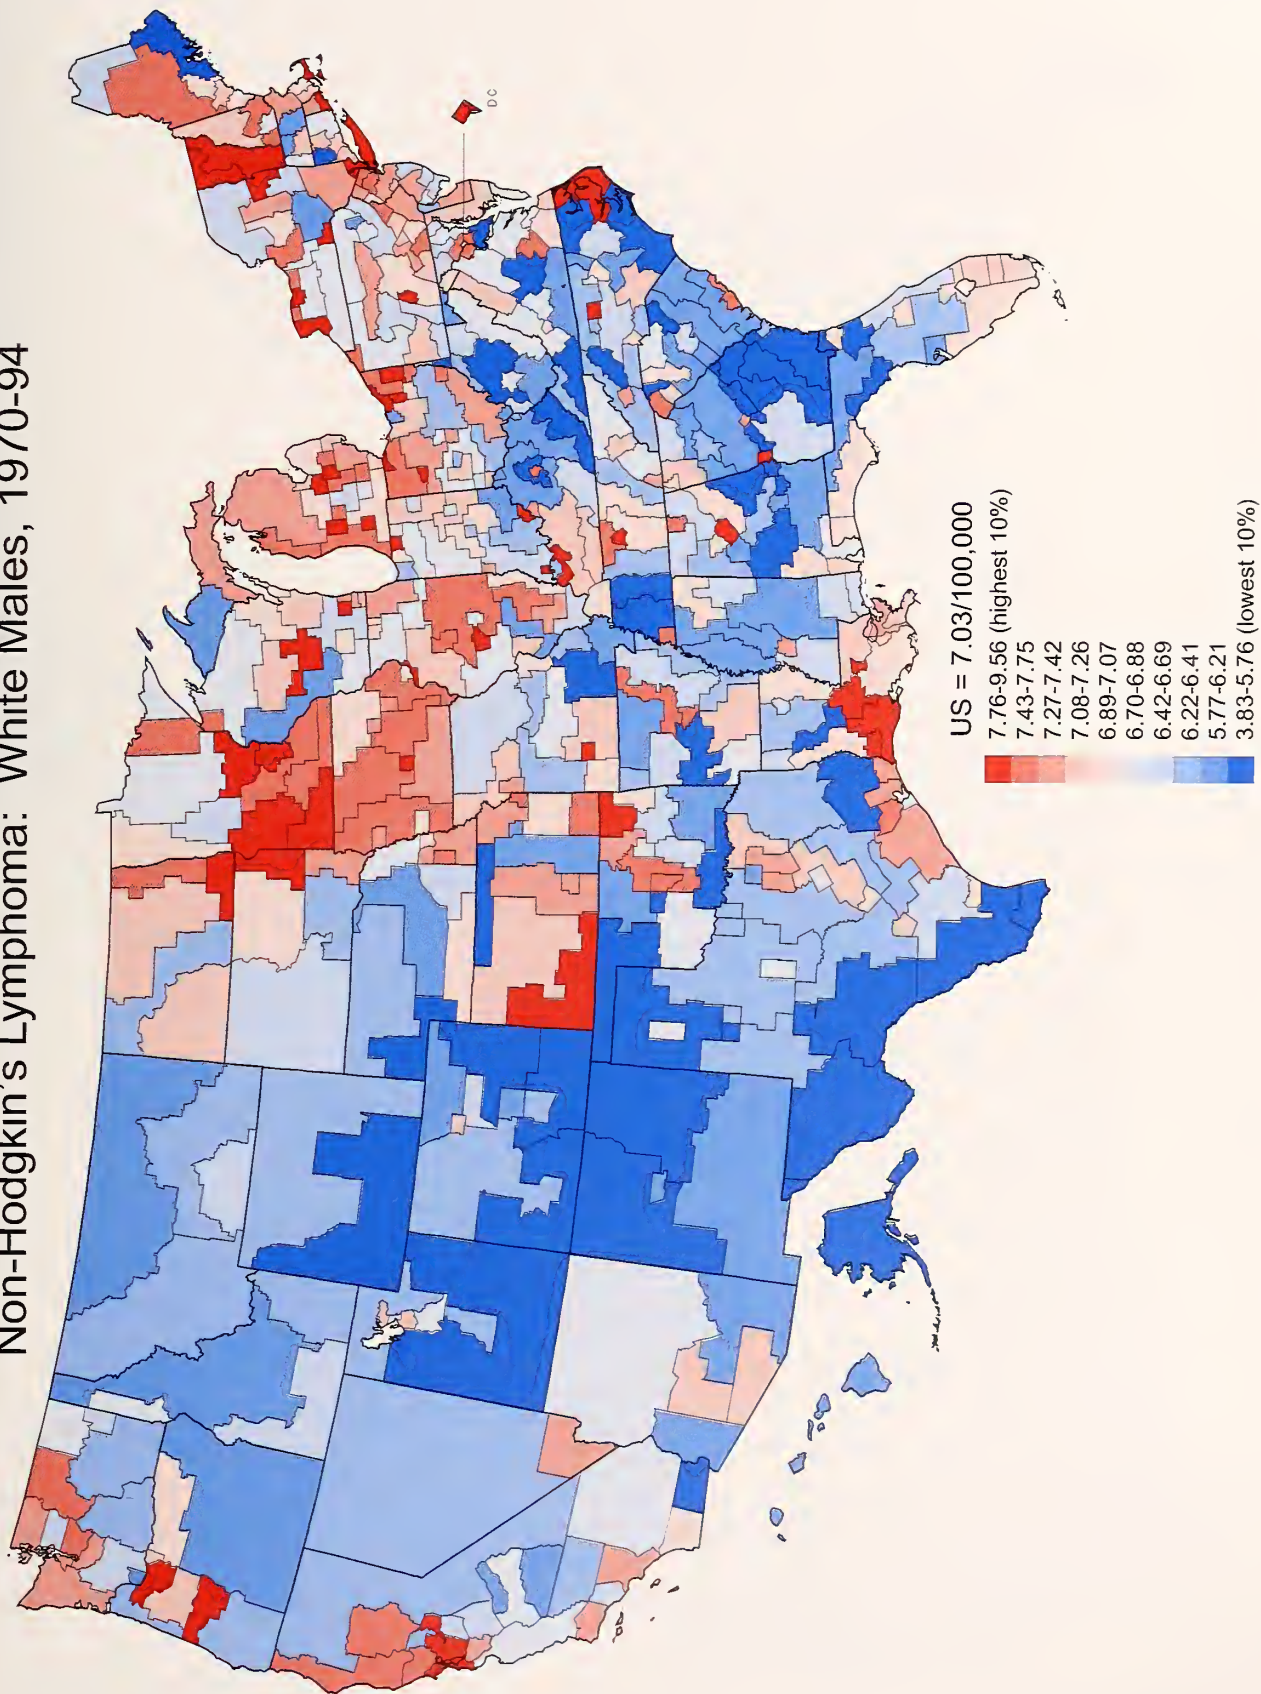 Non-Hodgkin's Lymphoma: White Males, 1970-94
DC
US = 7.03/100,000
7.76-9.56 (highest 10%)
7.43-7.75
7.27-7.42
7.08-7.26
6.89-7.07
6.70-6.88
6.42-6.69
6.22-6.41
5.77-6.21
3.83-5.76 (lowest 10%)